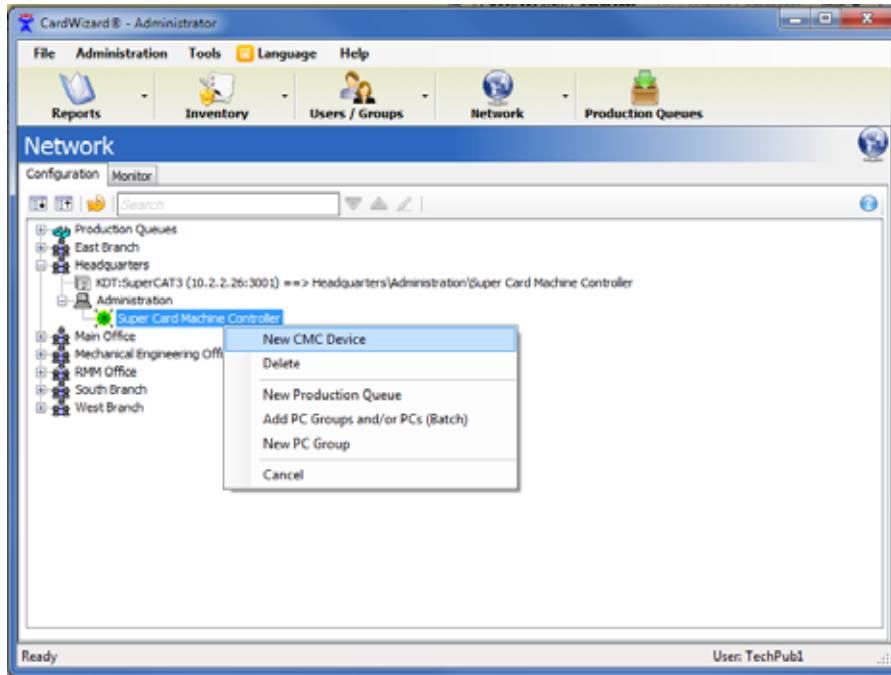 CardWizard® - Administrator
File Administration Tools Language Help
Reports Inventory Users / Groups Network Production Queues
Network
Configuration Monitor
Search
Production Queues
East Branch
Headquarters
KDT:SuperCAT3 (10.2.2.26:3001) ==> Headquarters\Administration\Super Card Machine Controller
Administration
Super Card Machine Controller
Main Office
Mechanical Engineering Offi
RMM Office
South Branch
West Branch
New CMC Device
Delete
New Production Queue
Add PC Groups and/or PCs (Batch)
New PC Group
Cancel
Ready User: TechPub1